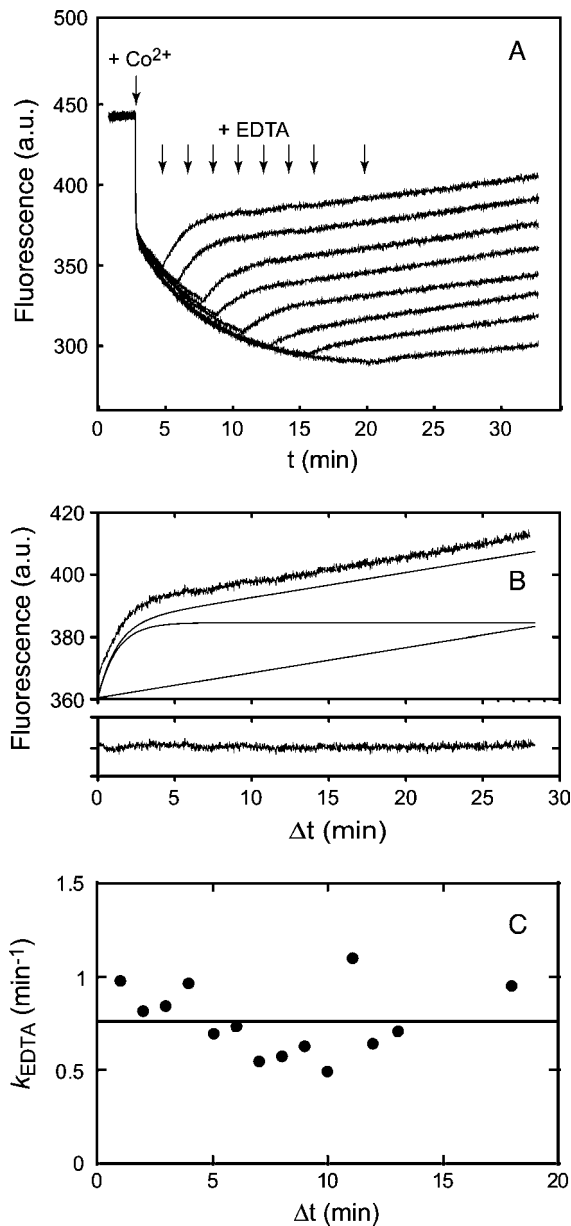 500
+ Co2+
A
450
+ EDTA
400
350
300
Fluorescence (a.u.)
0 5 10 15 20 25 30
t (min)
420
B
400
380
360
Fluorescence (a.u.)
0 5 10 15 20 25 30
Δt (min)
1.5
C
1
0.5
0
kEDTA (min-1)
0 5 10 15 20
Δt (min)